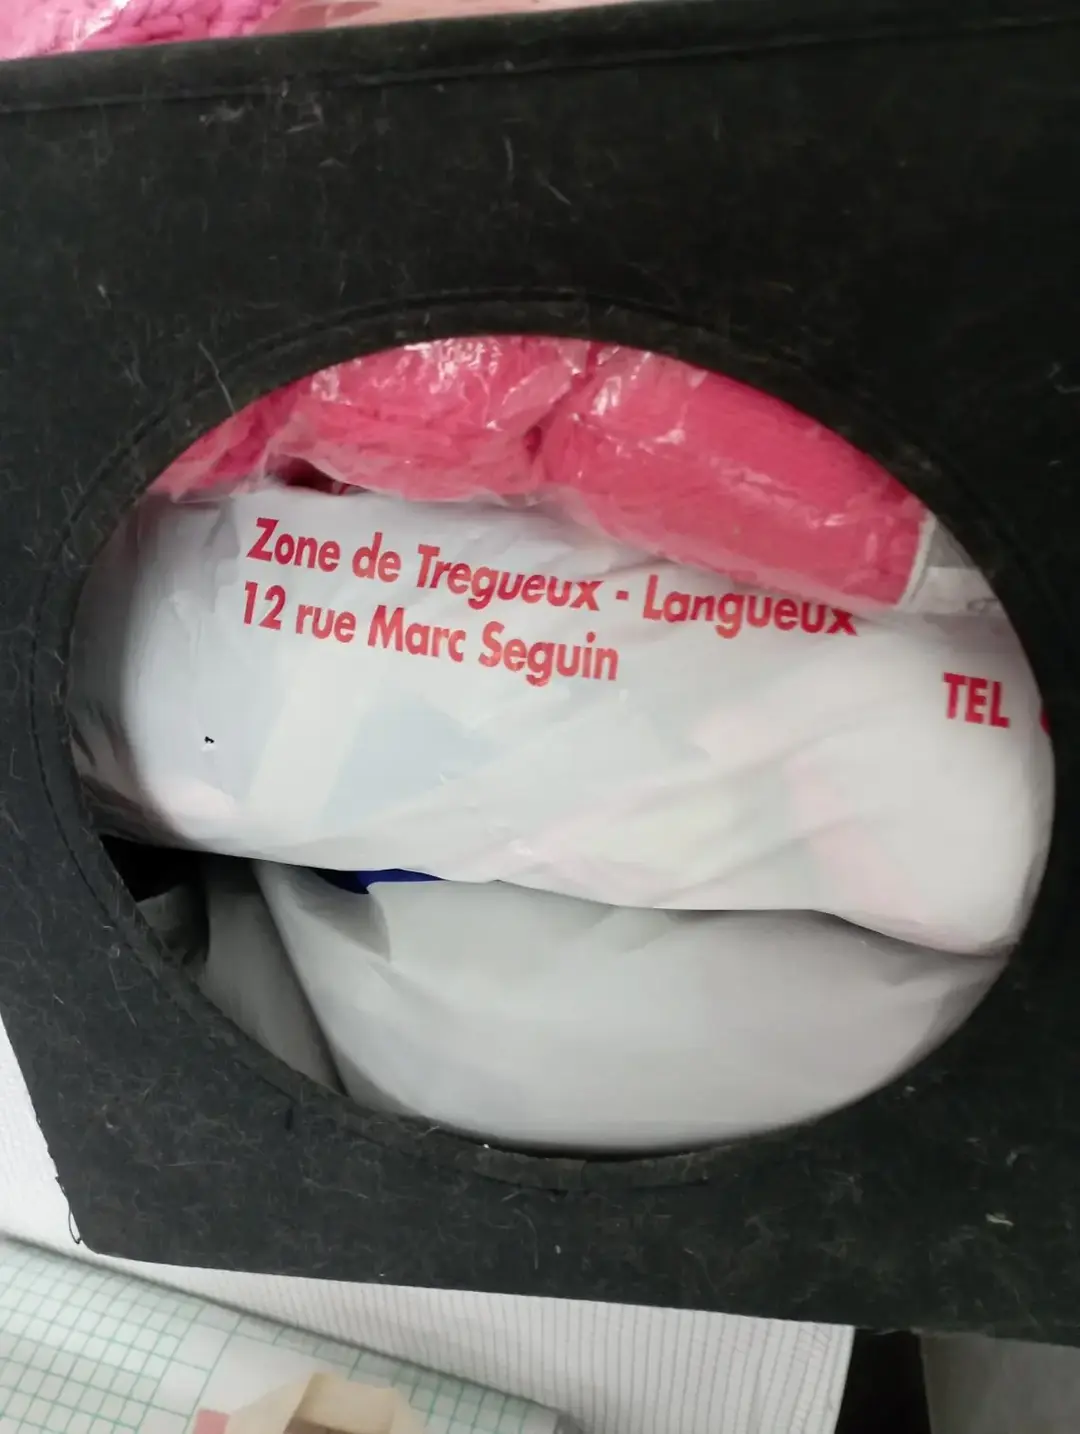 Zone de Tregueux - Langueux
12 rue Marc Seguin
TEL